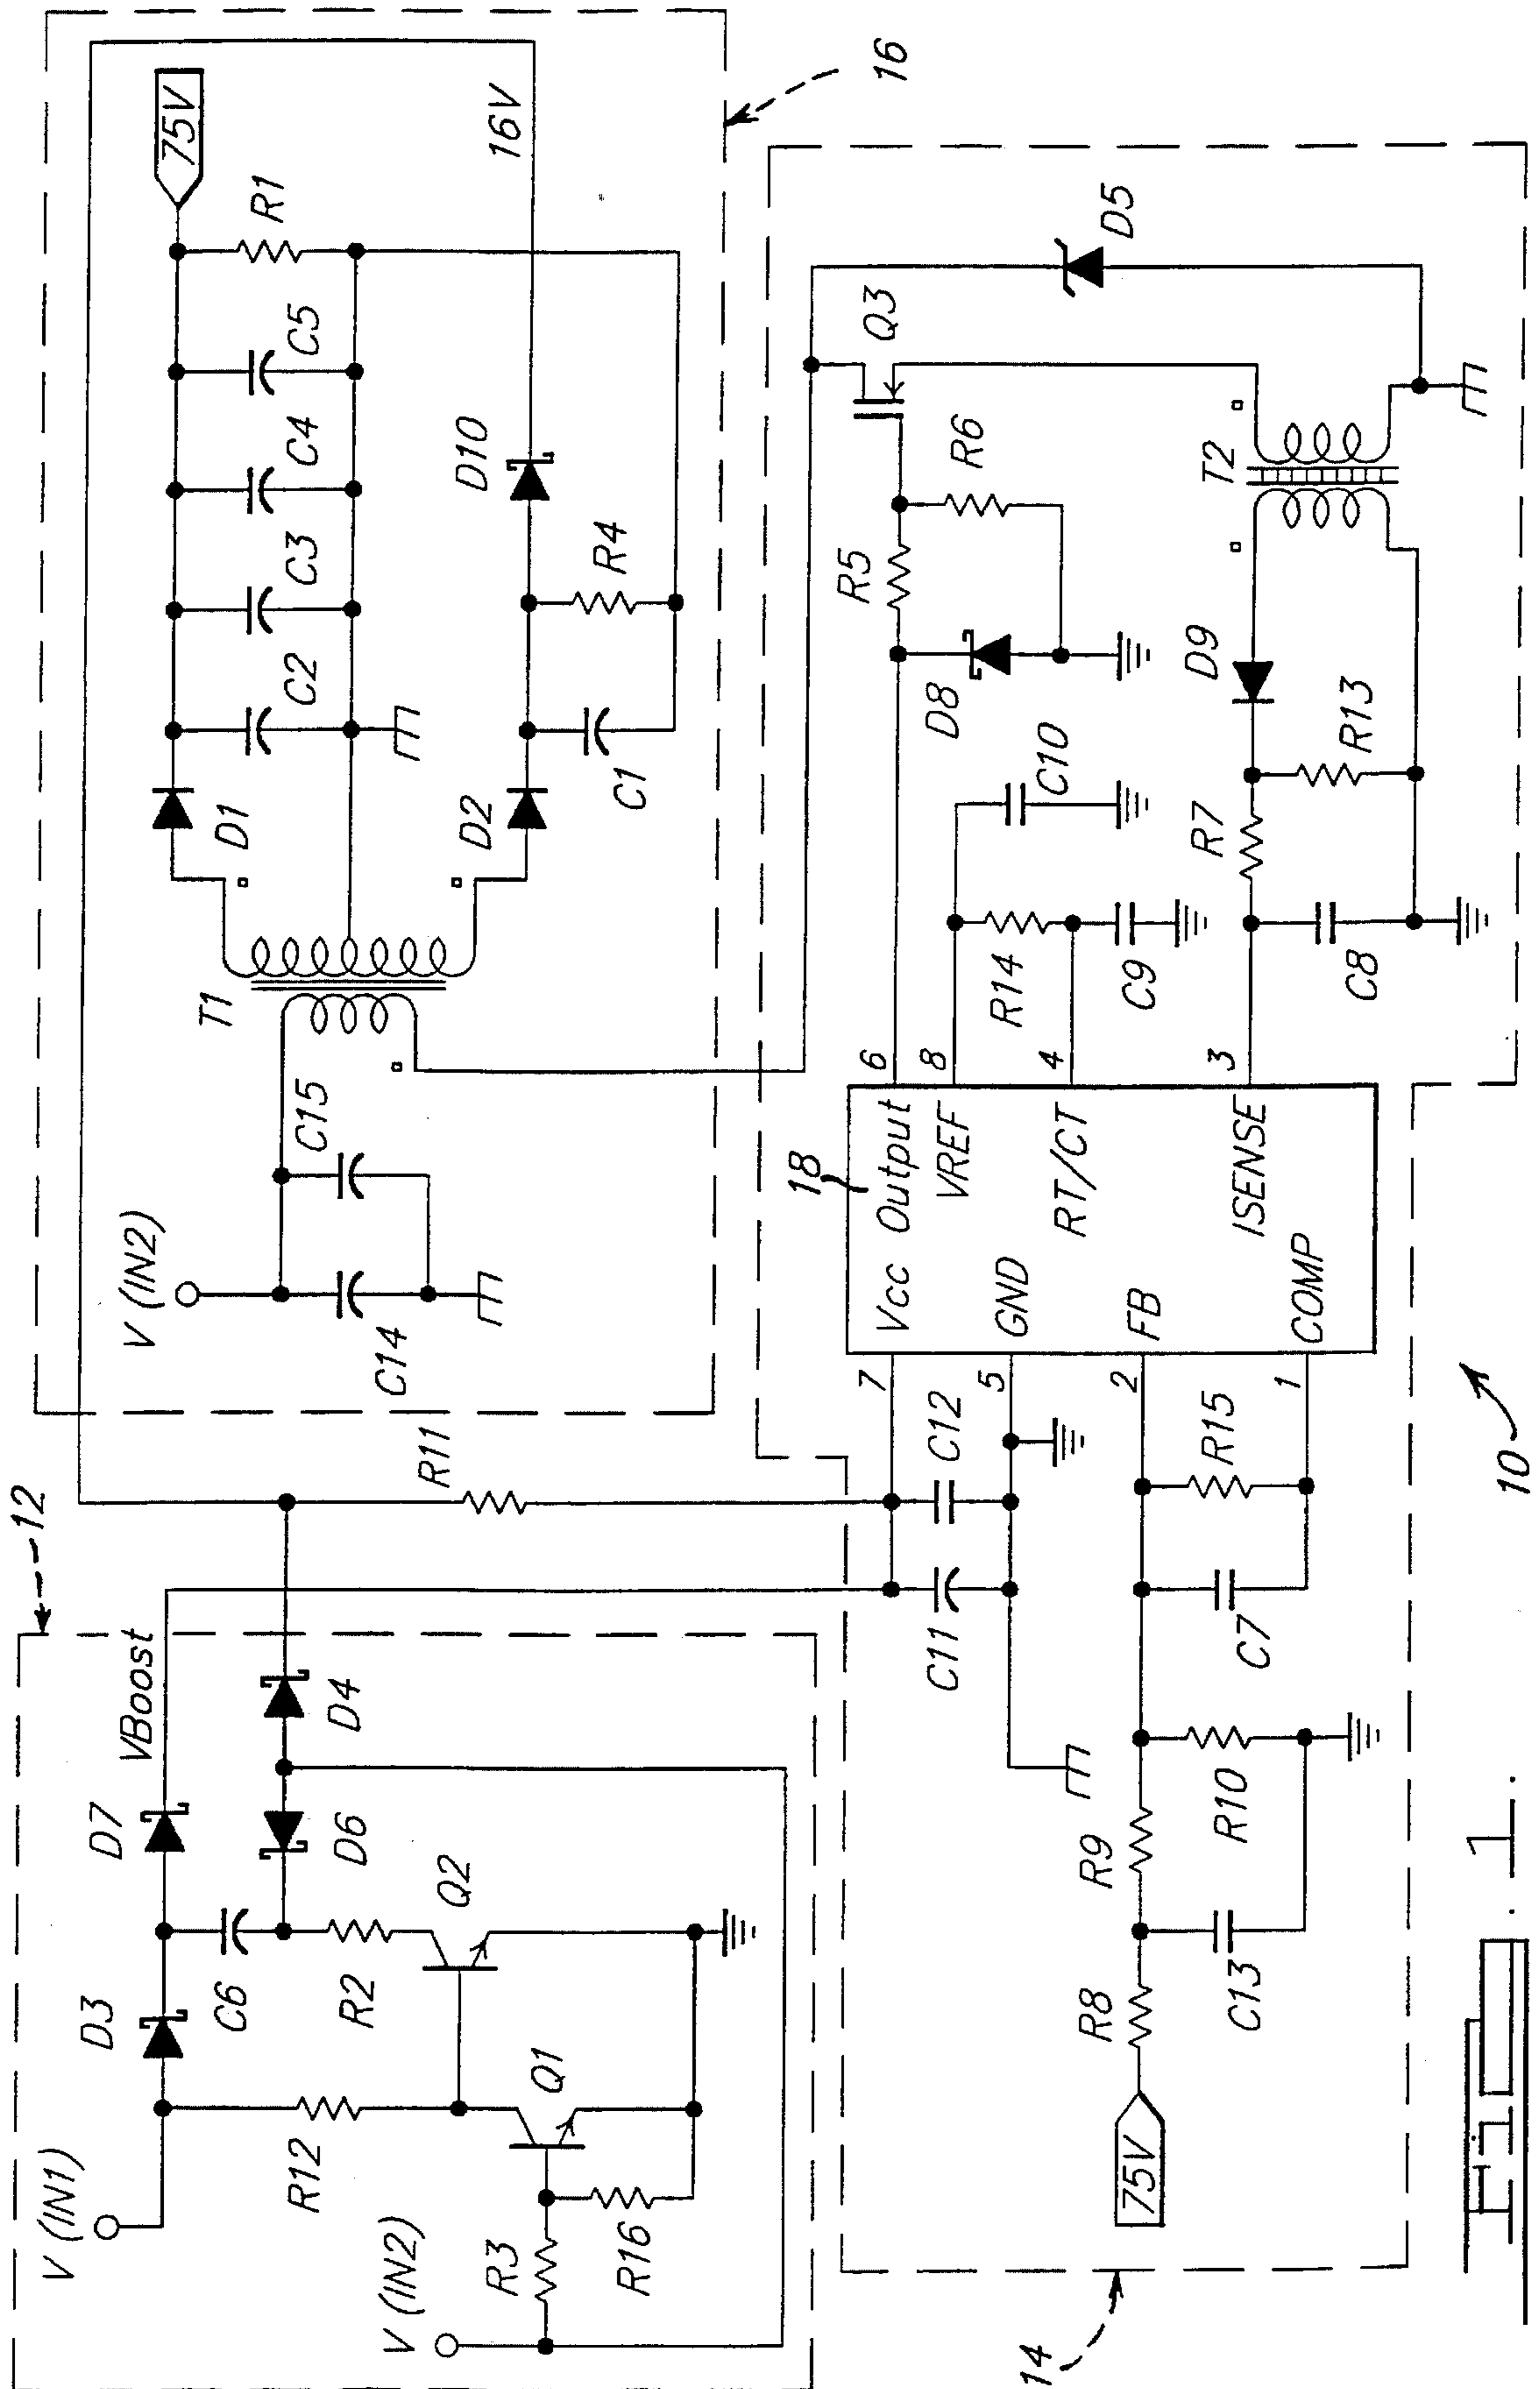 12
VBoost
V (IN1)
D3
D7
C6
D4
D6
R12
R2
Q2
Q1
V (IN2)
R3
R16
R11
16
75V
R1
C5
C4
C3
C2
D1
16V
D10
R4
D2
C1
T1
V (IN2)
C15
C14
14
18
7
Vcc
Output
6
5
GND
VREF
8
RT/CT
4
2
FB
ISENSE
3
1
COMP
C11
C12
R15
C7
R9
R10
R8
C13
75V
D5
Q3
R6
R5
D8
C10
R14
C9
T2
D9
R13
R7
C8
10
Fig. 1.